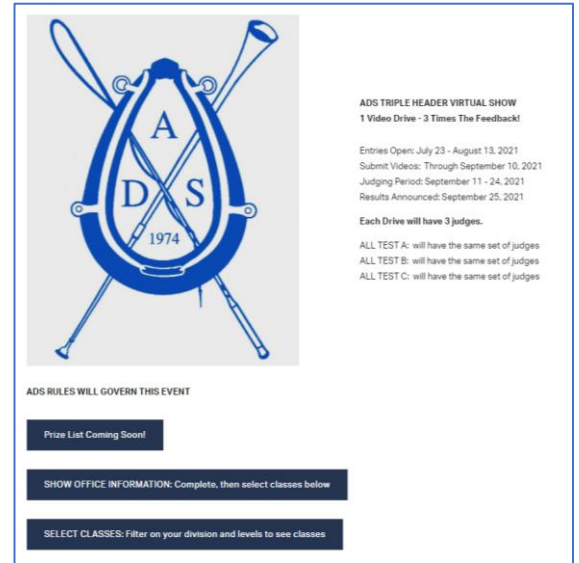 A
D S
1974
ADS TRIPLE HEADER VIRTUAL SHOW
1 Video Drive - 3 Times The Feedback!
Entries Open: July 23 - August 13, 2021
Submit Videos: Through September 10, 2021
Judging Period: September 11 - 24, 2021
Results Announced: September 25, 2021
Each Drive will have 3 judges.
ALL TEST A: will have the same set of judges
ALL TEST B: will have the same set of judges
ALL TEST C: will have the same set of judges
ADS RULES WILL GOVERN THIS EVENT
Prize List Coming Soon!
SHOW OFFICE INFORMATION: Complete, then select classes below
SELECT CLASSES: Filter on your division and levels to see classes